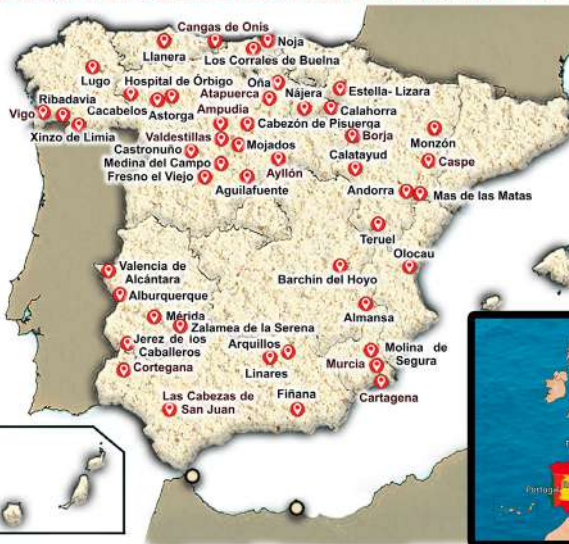 Cangas de Onis
Noja
Llanera
Los Corrales de Buelna
Lugo
Hospital de Órbigo
Oña
Estella- Lizara
Atapuerca
Nájera
Ribadavia
Cacabelos
Astorga
Ampudia
Calahorra
Vigo
Cabezón de Pisuerga
Xinzo de Limia
Valdestillas
Borja
Monzón
Castronuño
Mojados
Calatayud
Medina del Campo
Ayllón
Caspe
Fresno el Viejo
Aguilafuente
Andorra
Mas de las Matas
Teruel
Olocau
Valencia de
Alcántara
Barchin del Hoyo
Alburquerque
Almansa
Mérida
Zalamea de la Serena
Jerez de los
Caballeros
Arquillos
Molina de
Segura
Cortegana
Linares
Murcia
Las Cabezas de
San Juan
Fiñana
Cartagena
Portugal